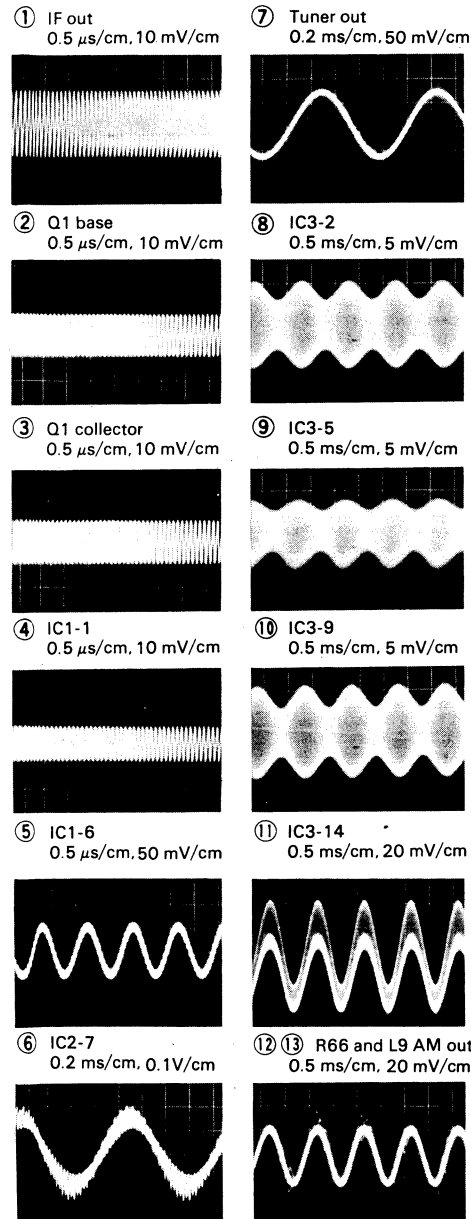 ① IF out
0.5 μs/cm, 10 mV/cm
② Q1 base
0.5 μs/cm, 10 mV/cm
③ Q1 collector
0.5 μs/cm, 10 mV/cm
④ IC1-1
0.5 μs/cm, 10 mV/cm
⑤ IC1-6
0.5 μs/cm, 50 mV/cm
⑥ IC2-7
0.2 ms/cm, 0.1V/cm
⑦ Tuner out
0.2 ms/cm, 50 mV/cm
⑧ IC3-2
0.5 ms/cm, 5 mV/cm
⑨ IC3-5
0.5 ms/cm, 5 mV/cm
⑩ IC3-9
0.5 ms/cm, 5 mV/cm
⑪ IC3-14
0.5 ms/cm, 20 mV/cm
⑫ ⑬ R66 and L9 AM out
0.5 ms/cm, 20 mV/cm